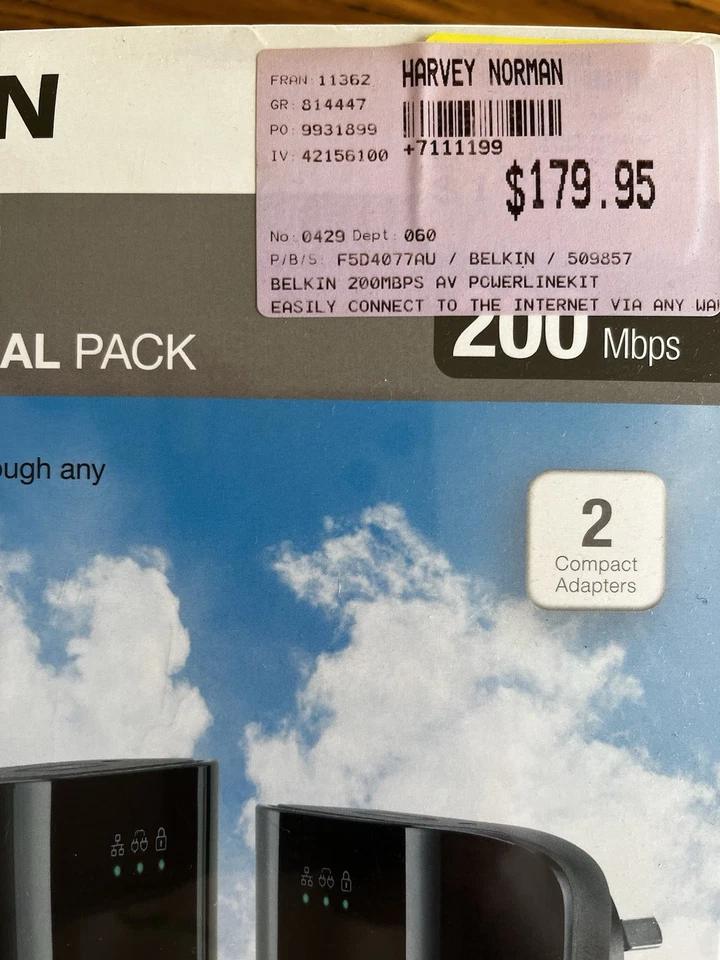 N
FRAN: 11362 HARVEY NORMAN
GR: 814447
PO: 9931899
IV: 42156100 +7111199
$179.95
No: 0429 Dept: 060
P/B/S: F5D4077AU / BELKIN / 509857
BELKIN 200MBPS AV POWERLINEKIT
EASILY CONNECT TO THE INTERNET VIA ANY WA
AL PACK
200 Mbps
ough any
2
Compact
Adapters